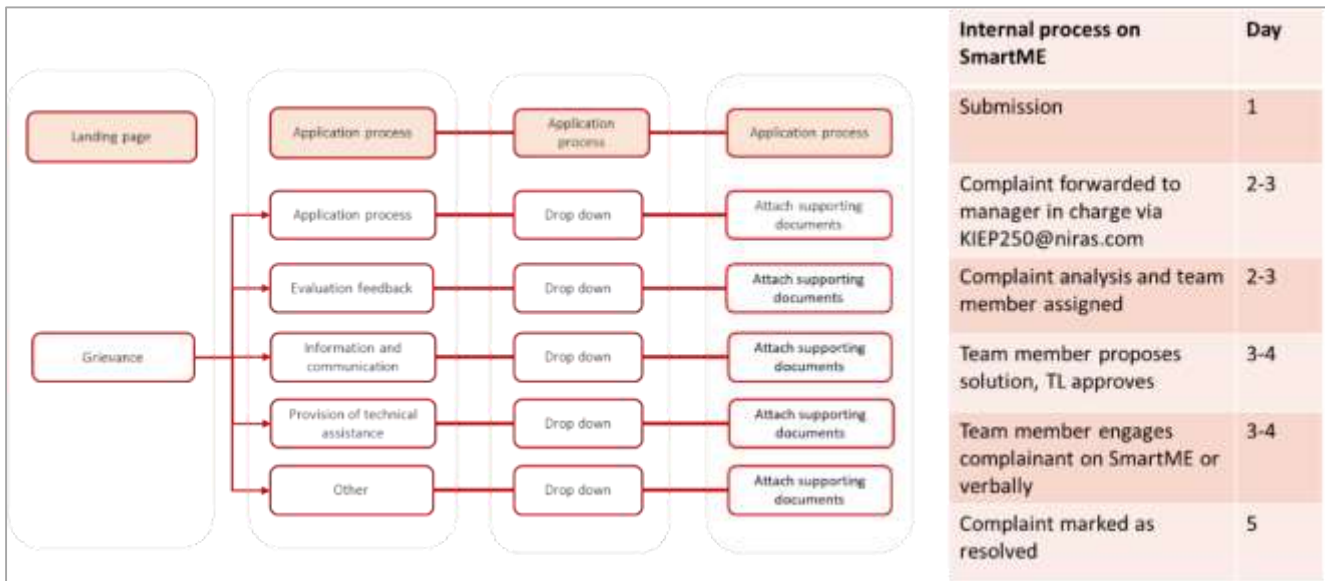 Landing page
Application process
Application
process
Application process
Application process
Drop down
Attach supporting
documents
Evaluation feedback
Drop down
Attach supporting
documents
Grievance
Information and
communication
Drop down
Attach supporting
documents
Provision of technical
assistance
Drop down
Attach supporting
documents
Other
Drop down
Attach supporting
documents
Internal process on
SmartME
Day
Submission
1
Complaint forwarded to
manager in charge via
KIEP250@niras.com
2-3
Complaint analysis and team
member assigned
2-3
Team member proposes
solution, TL approves
3-4
Team member engages
complainant on SmartME or
verbally
3-4
Complaint marked as
resolved
5